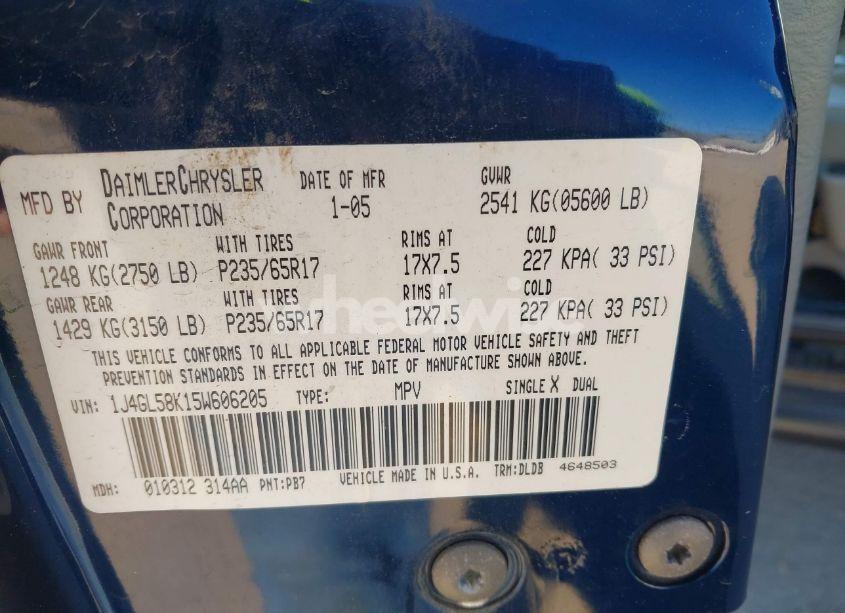 MFD BY DAIMLERCHRYSLER CORPORATION DATE OF MFR 1-05 GVWR 2541 KG(05600 LB)
GAWR FRONT WITH TIRES RIMS AT COLD
1248 KG(2750 LB) P235/65R17 17X7.5 227 KPA( 33 PSI)
GAWR REAR WITH TIRES RIMS AT COLD
1429 KG(3150 LB) P235/65R17 17X7.5 227 KPA( 33 PSI)
THIS VEHICLE CONFORMS TO ALL APPLICABLE FEDERAL MOTOR VEHICLE SAFETY AND THEFT
PREVENTION STANDARDS IN EFFECT ON THE DATE OF MANUFACTURE SHOWN ABOVE.
VIN: 1J4GL58K15W606205 TYPE: MPV SINGLE X DUAL
MDH: 010312 314AA PNT:PB7 VEHICLE MADE IN U.S.A. TRM:DLDB 4648503